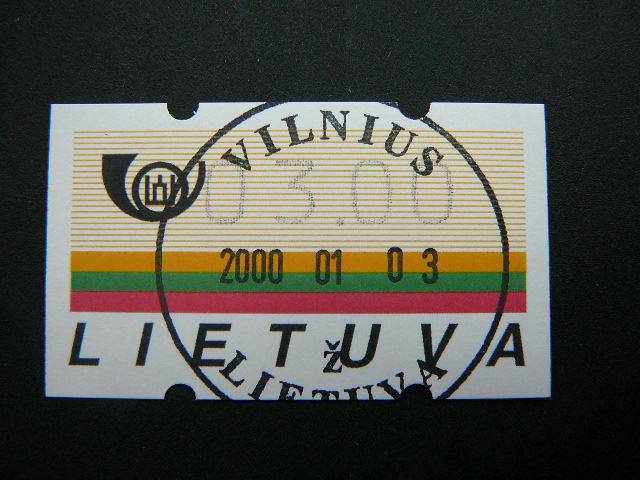 VILNIUS
03.00
2000 01 03
LIETUVA
ž
LIETUVA